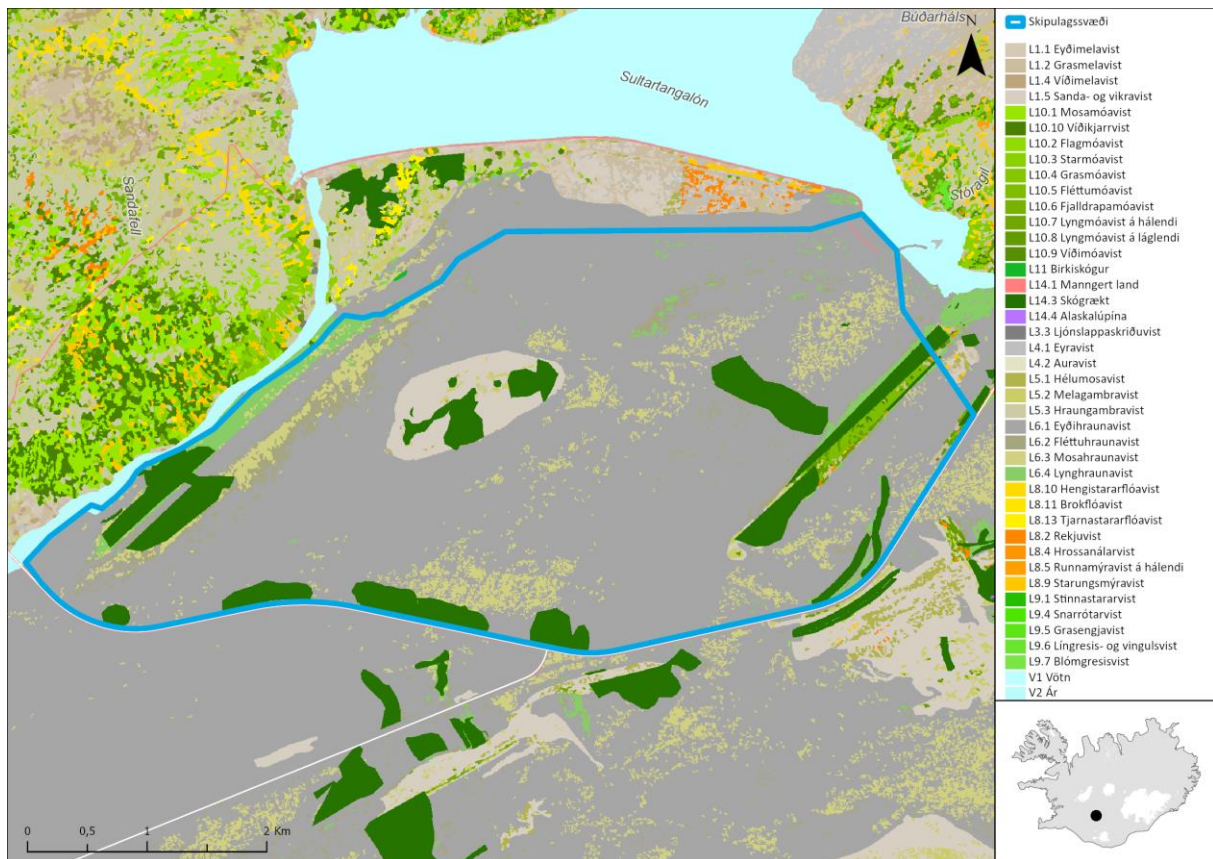 Búðarháls
N
Sultartangalón
Stóragil
Sandafell
0 0,5 1 2 Km
Skipulagssvæði
L1.1 Eyðimelavist
L1.2 Grasmelavist
L1.4 Víðimelavist
L1.5 Sanda- og vikravist
L10.1 Mosamóavist
L10.10 Víðikjarrvist
L10.2 Flagmóavist
L10.3 Starmóavist
L10.4 Grasmóavist
L10.5 Fléttumóavist
L10.6 Fjalldrapamóavist
L10.7 Lyngmóavist á hálendi
L10.8 Lyngmóavist á láglendi
L10.9 Víðimóavist
L11 Birkiskógur
L14.1 Manngert land
L14.3 Skógrækt
L14.4 Alaskalúpína
L3.3 Ljónslappaskriðuvist
L4.1 Eyravist
L4.2 Auravist
L5.1 Hélumosavist
L5.2 Melagambravist
L5.3 Hraungambravist
L6.1 Eyðihraunavist
L6.2 Fléttuhraunavist
L6.3 Mosahraunavist
L6.4 Lynghraunavist
L8.10 Hengistararflóavist
L8.11 Brokflóavist
L8.13 Tjarnastararflóavist
L8.2 Rekjuvist
L8.4 Hrossanálarvist
L8.5 Runnamýravist á hálendi
L8.9 Starungsmýravist
L9.1 Stinnastararvist
L9.4 Snarrótarvist
L9.5 Grasengjavist
L9.6 Língresis- og vingulsvist
L9.7 Blómgresisvist
V1 Vötn
V2 Ár